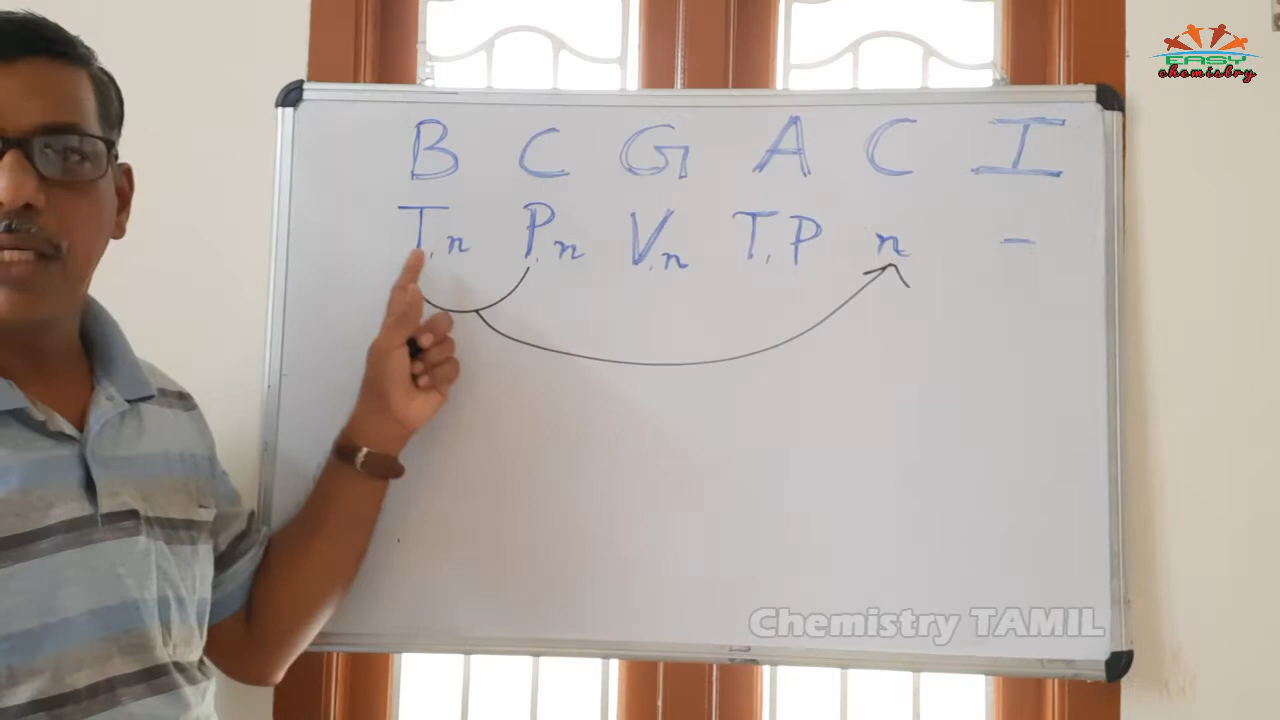 EASY
chemistry
B C G A C I
T,n P,n V,n T,P n -
Chemistry TAMIL